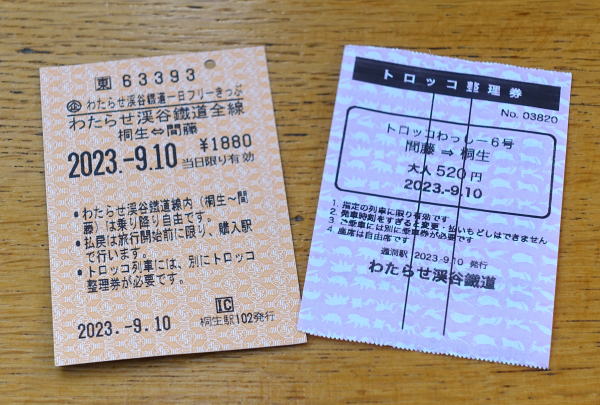 東 63393
企 わたらせ渓谷鐵道一日フリーきっぷ
わたらせ渓谷鐵道全線
桐生⇔間藤
2023.-9.10 ¥1880
当日限り有効
●わたらせ渓谷鐵道線内（桐生～間
藤）は乗り降り自由です。
●払戻は旅行開始前に限り、購入駅
で行います。
●トロッコ列車には、別にトロッコ
整理券が必要です。
IC
2023.-9.10 桐生駅102発行
トロッコ整理券
No. 03820
トロッコわっしー6号
間藤 ⇒ 桐生
大人 520円
2023.-9.10
1. 指定の列車に限り有効です
2. 発車時刻をすぎると変更・払いもどしはできません
3. ご乗車には別に乗車券が必要です
4. 座席は自由席です
通洞駅 2023.-9.10 発行
わたらせ渓谷鐵道